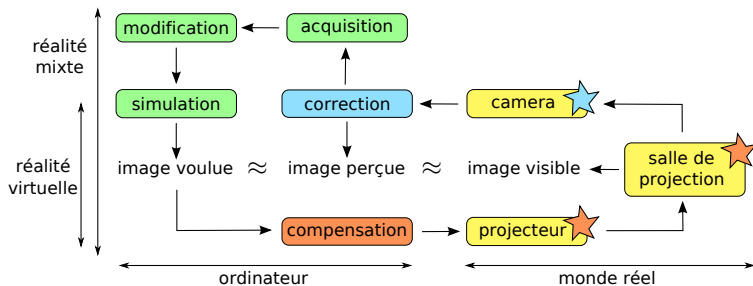 modification
acquisition
réalité
mixte
simulation
correction
camera
réalité
virtuelle
image voulue ≈ image perçue ≈ image visible
salle de
projection
compensation
projecteur
ordinateur
monde réel